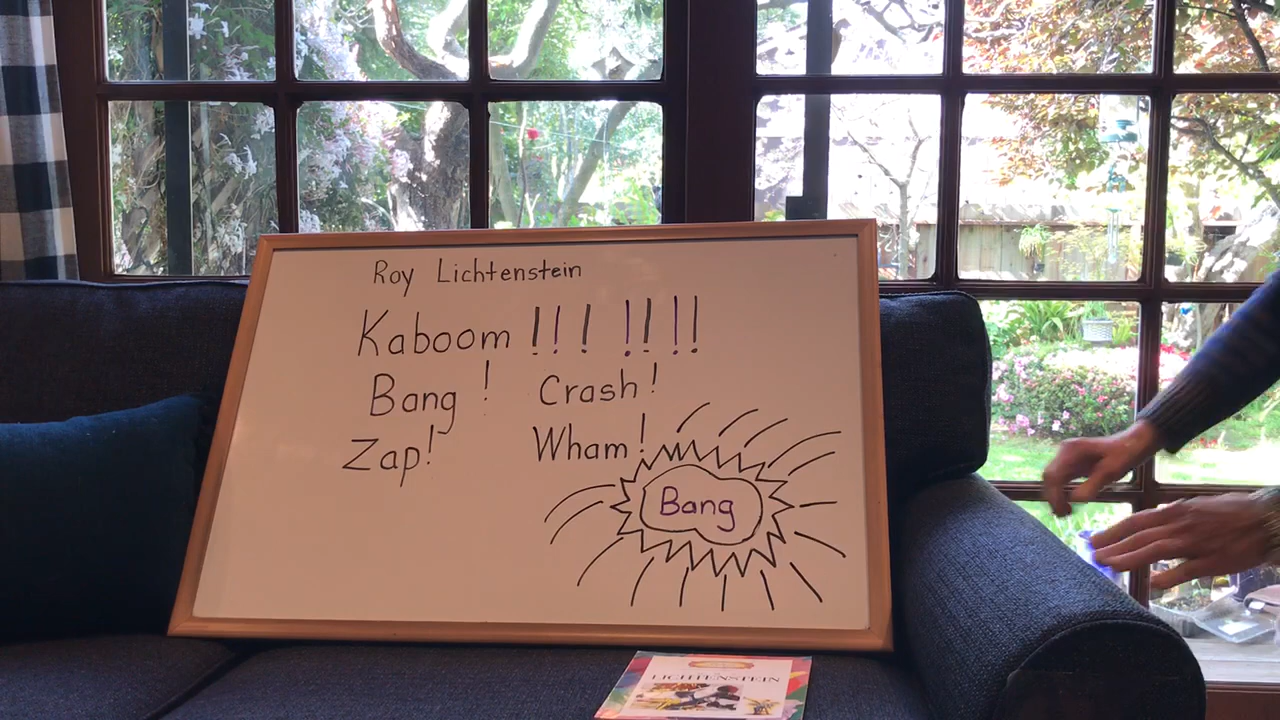 Roy Lichtenstein
Kaboom !!! !!!!
Bang ! Crash!
Zap! Wham!
Bang
LICHTENSTEIN